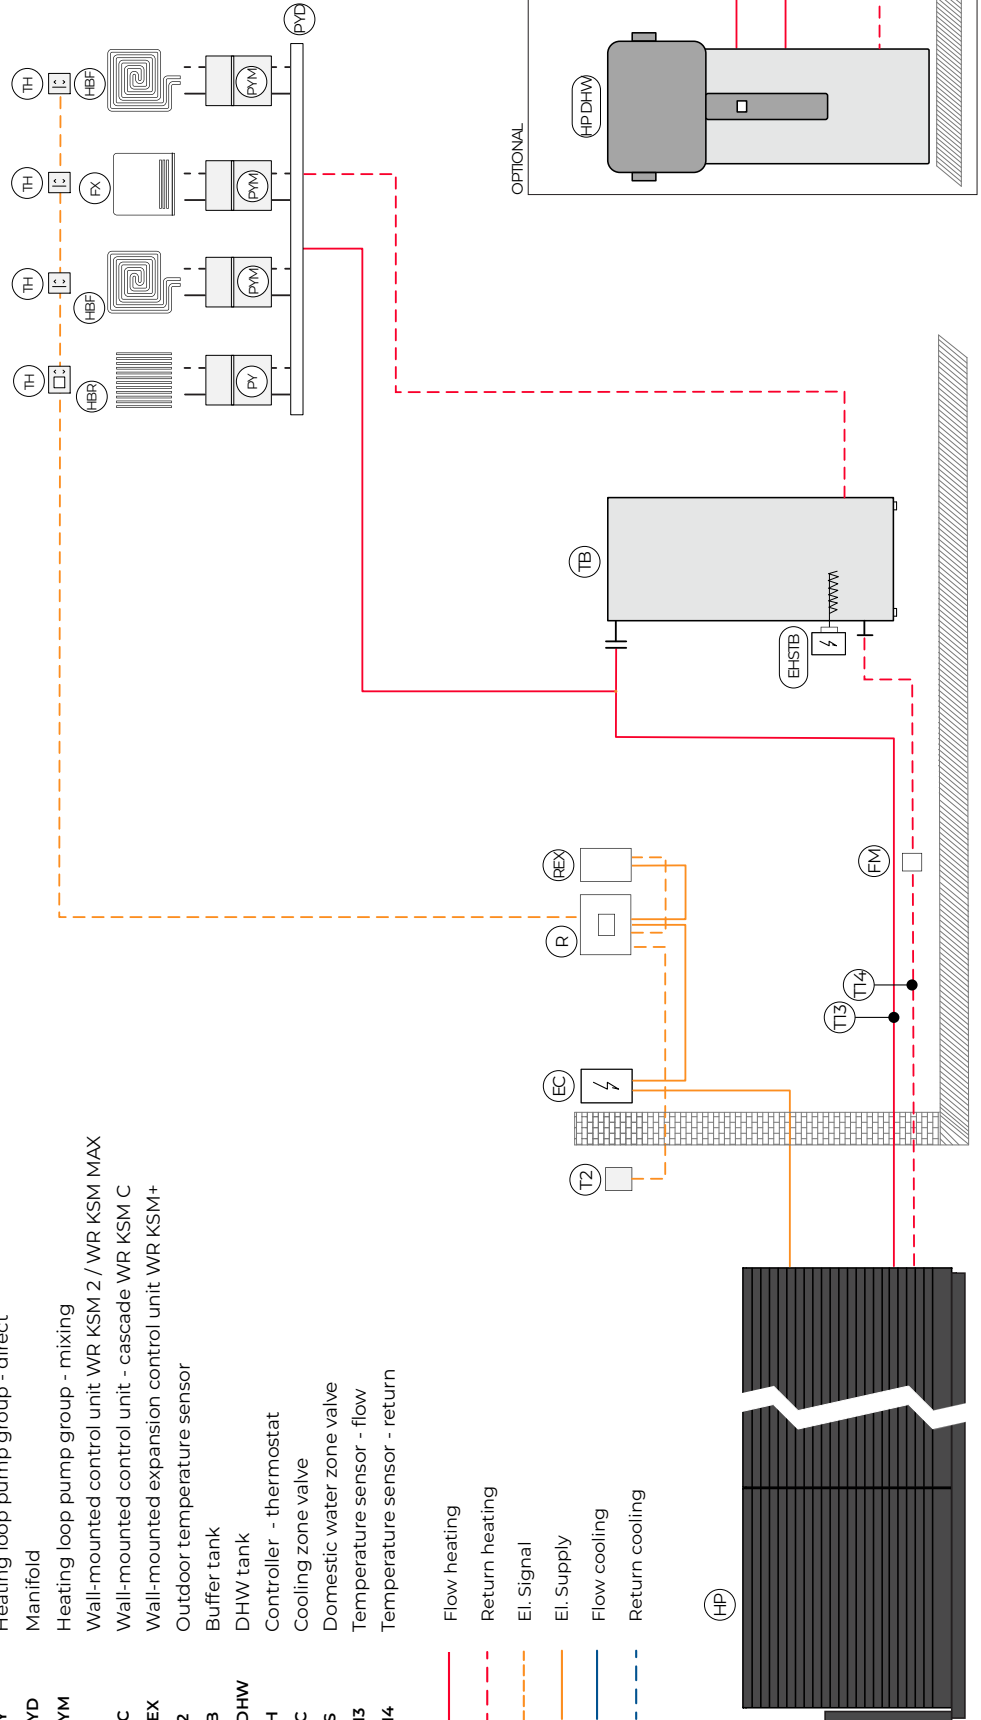 Y Heating loop pump group - direct
YD Manifold
YM Heating loop pump group - mixing
Wall-mounted control unit WR KSM 2 / WR KSM MAX
C Wall-mounted control unit - cascade WR KSM C
EX Wall-mounted expansion control unit WR KSM+
2 Outdoor temperature sensor
B Buffer tank
DHW DHW tank
H Controller - thermostat
C Cooling zone valve
S Domestic water zone valve
13 Temperature sensor - flow
14 Temperature sensor - return
Flow heating
Return heating
El. Signal
El. Supply
Flow cooling
Return cooling
HP
T2
EC
R
REX
T13
T14
FM
EHSTB
TB
TH
TH
TH
TH
HBR
HBF
FX
HBF
PY
PYM
PYM
PYM
PYD
OPTIONAL
HP DHW